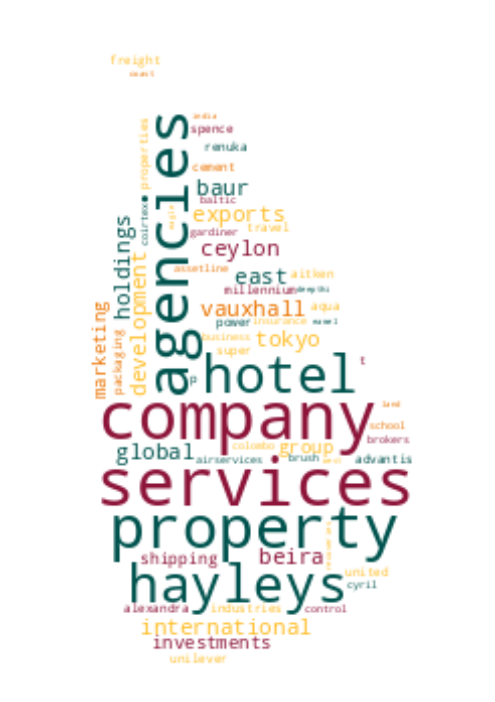 freight
india
spence
properties
renuka
agencies
cement
baur
baltic
exports
gardiner
travel
coirtex
holdings
ceylon
development
assetline
east
aitken
millennium
marketing
vauxhall
aqua
packaging
power
insurance
business
tokyo
super
hotel
p
t
company
land
school
brokers
colombo
group
global
airservices
brush
advantis
services
property
shipping
beira
united
hayleys
cyril
alexandra
industries
control
international
investments
unilever